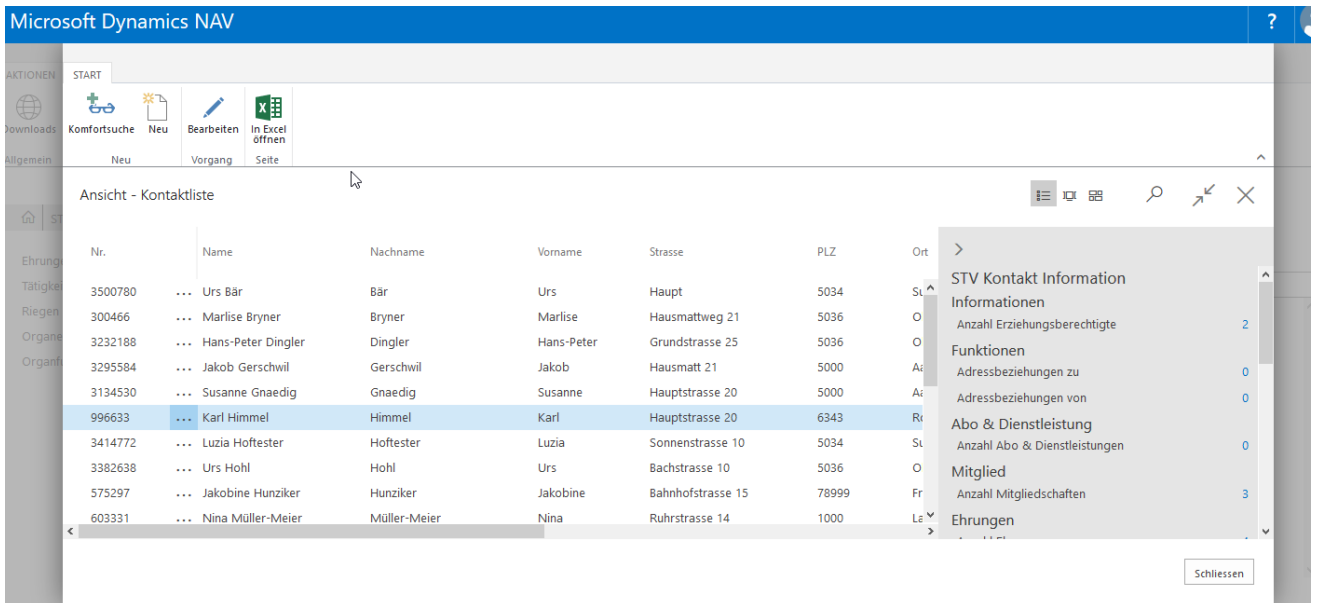 Microsoft Dynamics NAV ?
AKTIONEN START
Downloads Komfortsuche Neu Bearbeiten In Excel öffnen
Allgemein Neu Vorgang Seite
Ansicht - Kontaktliste
Nr. Name Nachname Vorname Strasse PLZ Ort
3500780 ... Urs Bär Bär Urs Haupt 5034
300466 ... Marlise Bryner Bryner Marlise Hausmattweg 21 5036
3232188 ... Hans-Peter Dingler Dingler Hans-Peter Grundstrasse 25 5036
3295584 ... Jakob Gerschwil Gerschwil Jakob Hausmatt 21 5000
3134530 ... Susanne Gnaedig Gnaedig Susanne Hauptstrasse 20 5000
996633 ... Karl Himmel Himmel Karl Hauptstrasse 20 6343
3414772 ... Luzia Hoftester Hoftester Luzia Sonnenstrasse 10 5034
3382638 ... Urs Hohl Hohl Urs Bachstrasse 10 5036
575297 ... Jakobine Hunziker Hunziker Jakobine Bahnhofstrasse 15 78999
603331 ... Nina Müller-Meier Müller-Meier Nina Ruhrstrasse 14 1000
STV Kontakt Information
Informationen
Anzahl Erziehungsberechtigte 2
Funktionen
Adressbeziehungen zu 0
Adressbeziehungen von 0
Abo & Dienstleistung
Anzahl Abo & Dienstleistungen 0
Mitglied
Anzahl Mitgliedschaften 3
Ehrungen
Riegen
Schliessen